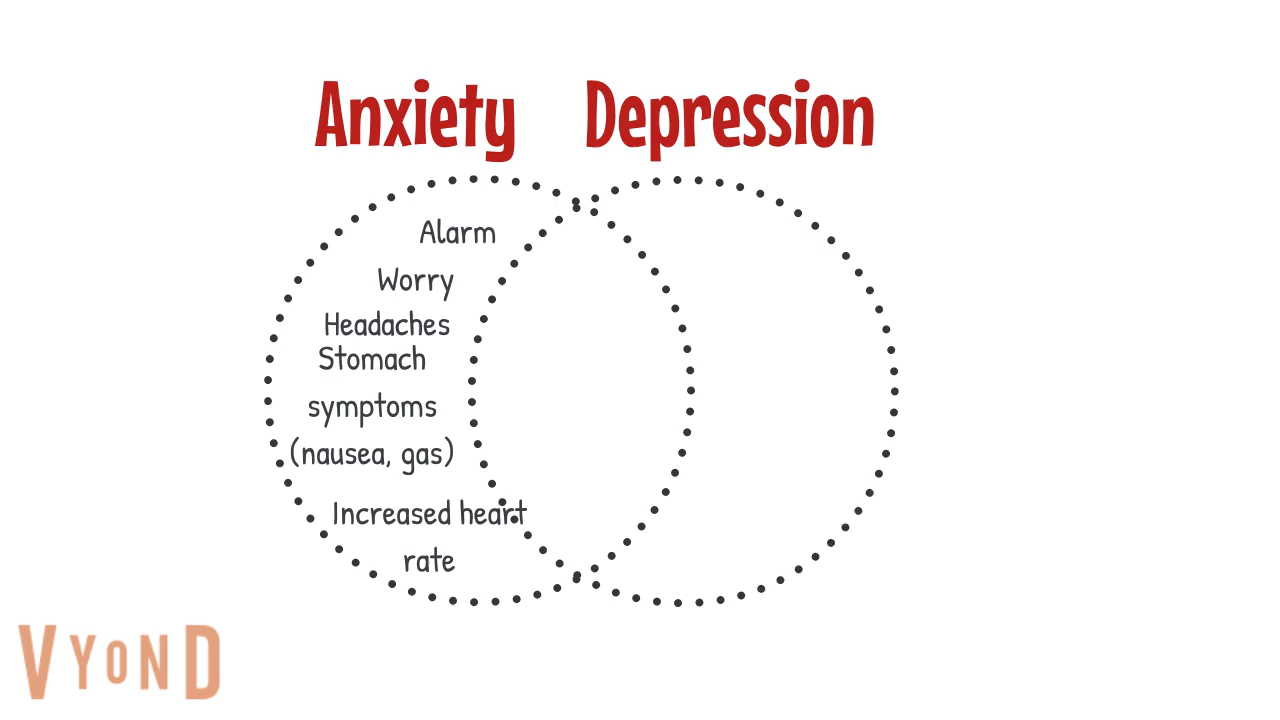 Anxiety Depression
Alarm
Worry
Headaches
Stomach
symptoms
(nausea, gas)
Increased heart
rate
VYOND